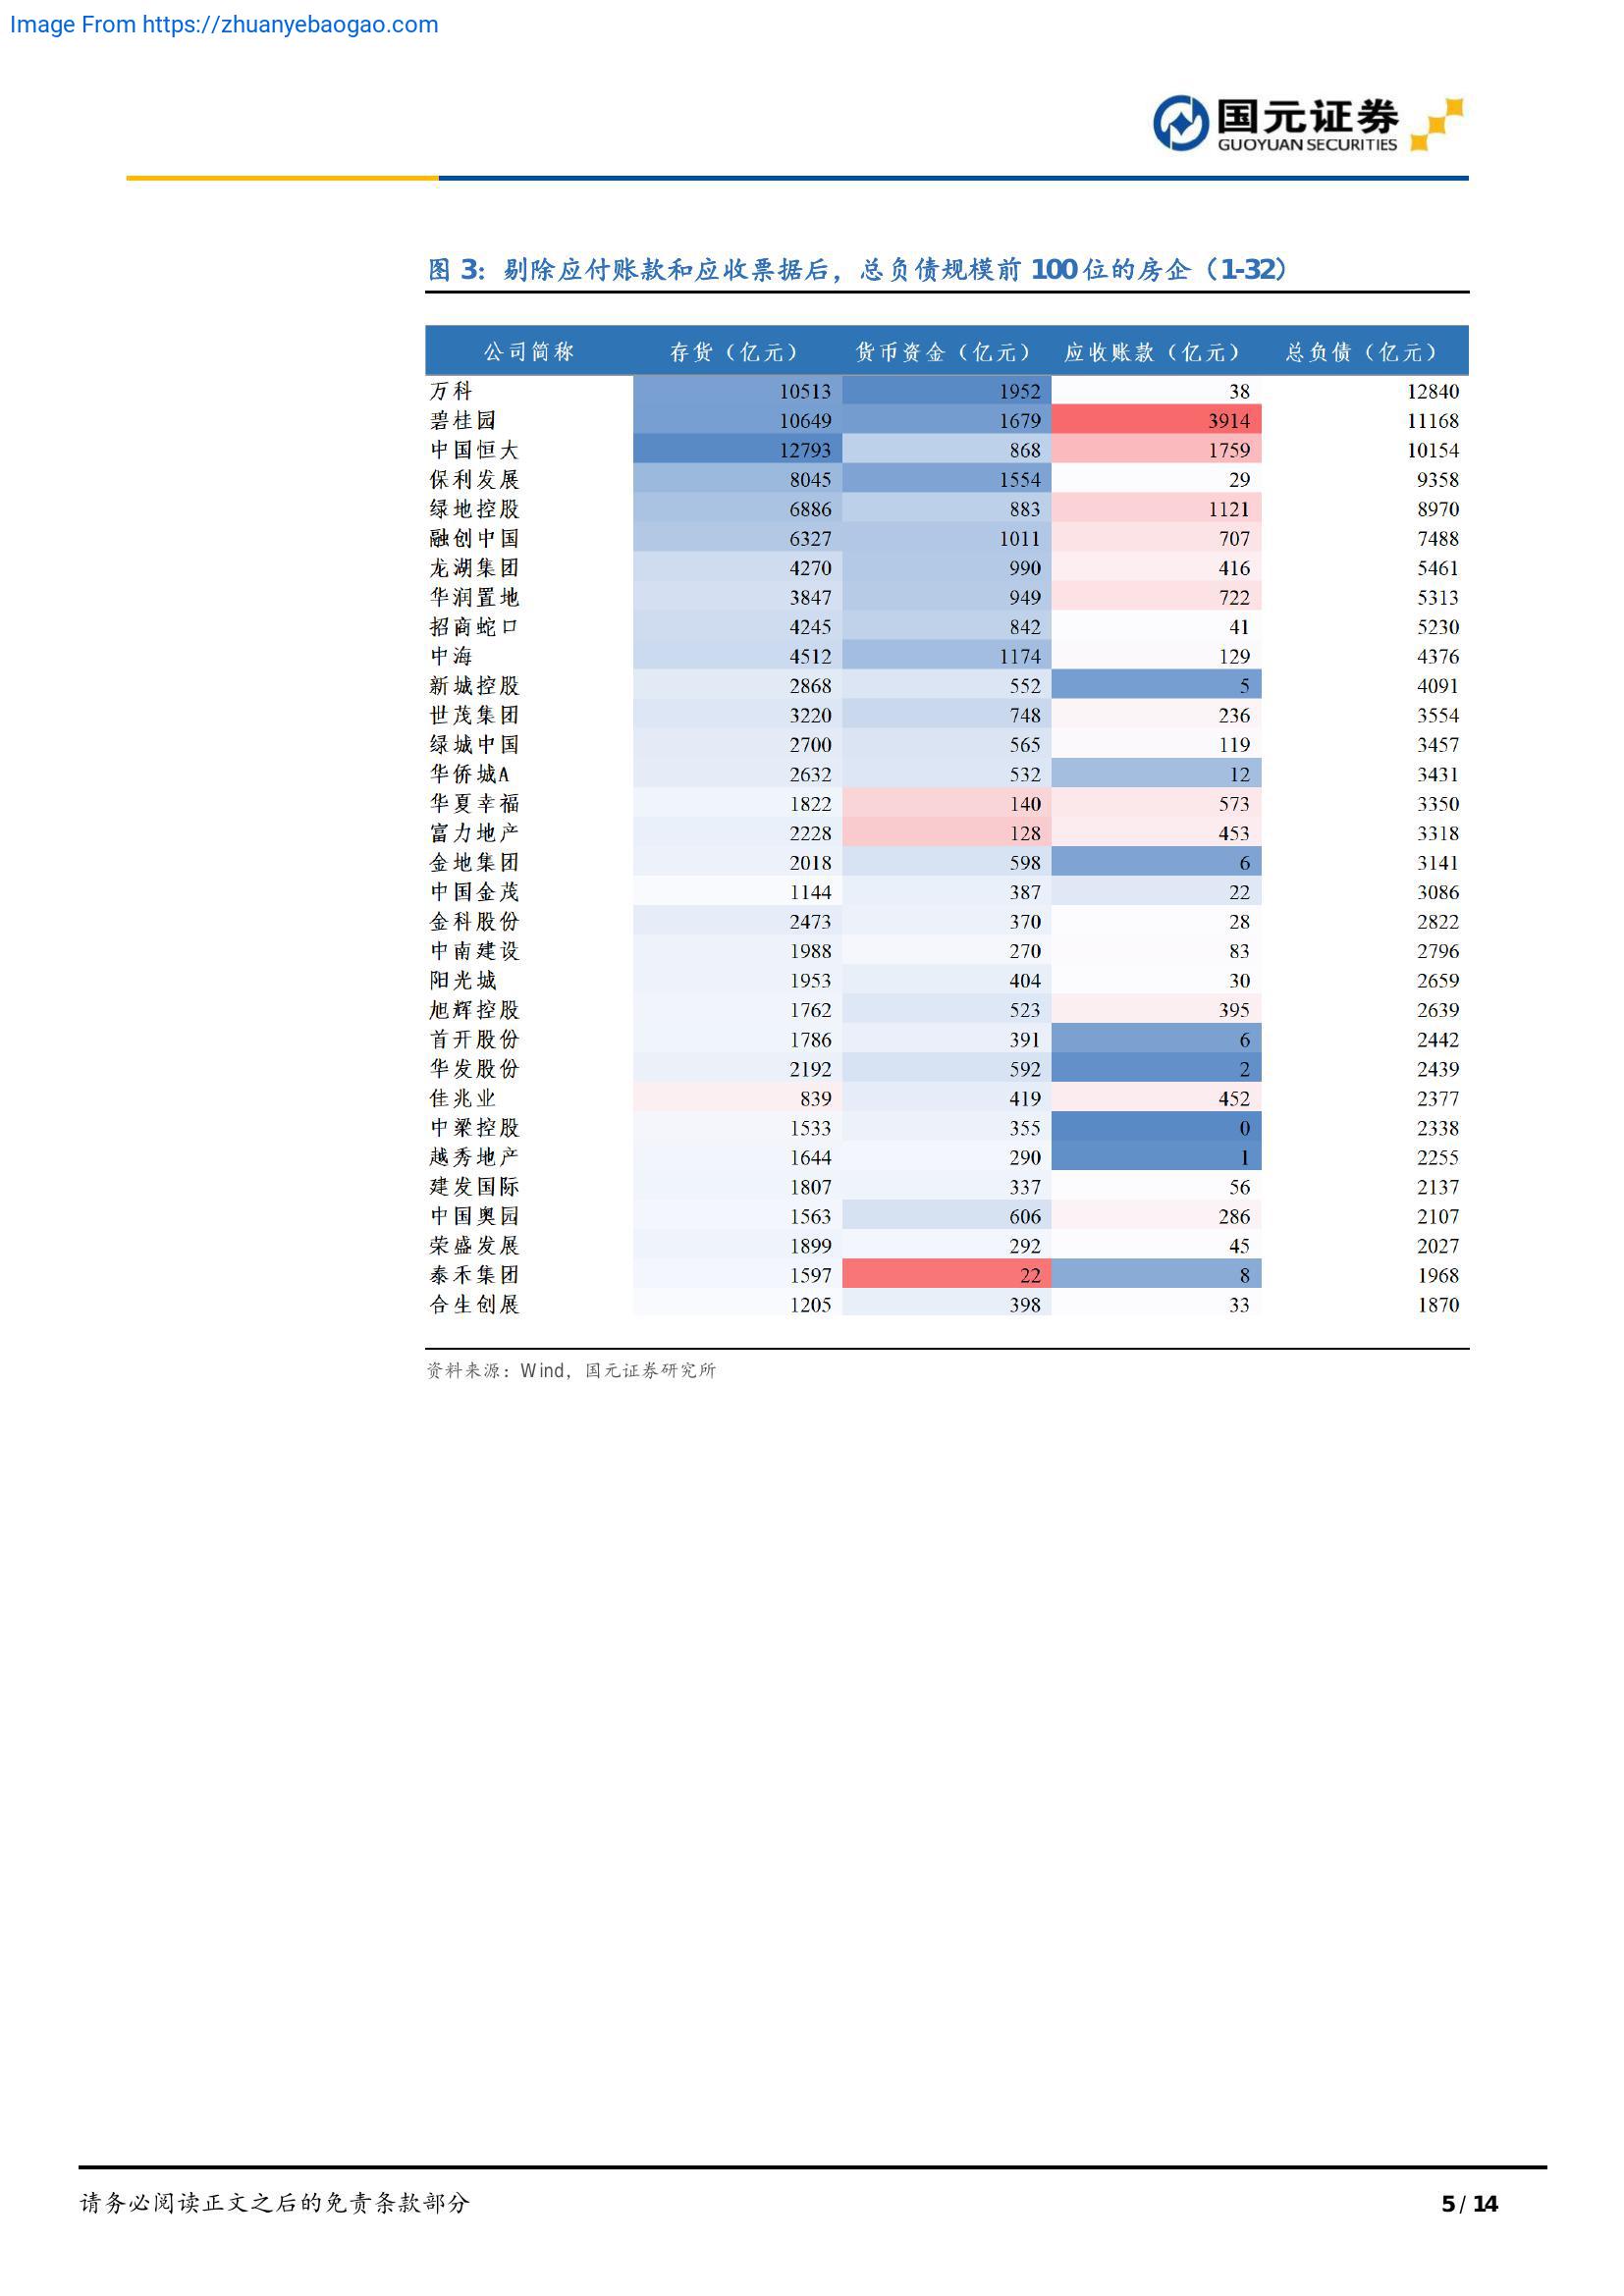 Image From https://zhuanyebaogao.com
国元证券
GUOYUAN SECURITIES
图 3：剔除应付账款和应收票据后，总负债规模前 100 位的房企（1-32）
公司简称 存货（亿元） 货币资金（亿元） 应收账款（亿元） 总负债（亿元）
万科 10513 1952 38 12840
碧桂园 10649 1679 3914 11168
中国恒大 12793 868 1759 10154
保利发展 8045 1554 29 9358
绿地控股 6886 883 1121 8970
融创中国 6327 1011 707 7488
龙湖集团 4270 990 416 5461
华润置地 3847 949 722 5313
招商蛇口 4245 842 41 5230
中海 4512 1174 129 4376
新城控股 2868 552 5 4091
世茂集团 3220 748 236 3554
绿城中国 2700 565 119 3457
华侨城A 2632 532 12 3431
华夏幸福 1822 140 573 3350
富力地产 2228 128 453 3318
金地集团 2018 598 6 3141
中国金茂 1144 387 22 3086
金科股份 2473 370 28 2822
中南建设 1988 270 83 2796
阳光城 1953 404 30 2659
旭辉控股 1762 523 395 2639
首开股份 1786 391 6 2442
华发股份 2192 592 2 2439
佳兆业 839 419 452 2377
中梁控股 1533 355 0 2338
越秀地产 1644 290 1 2255
建发国际 1807 337 56 2137
中国奥园 1563 606 286 2107
荣盛发展 1899 292 45 2027
泰禾集团 1597 22 8 1968
合生创展 1205 398 33 1870
资料来源：Wind，国元证券研究所
请务必阅读正文之后的免责条款部分 5 / 14